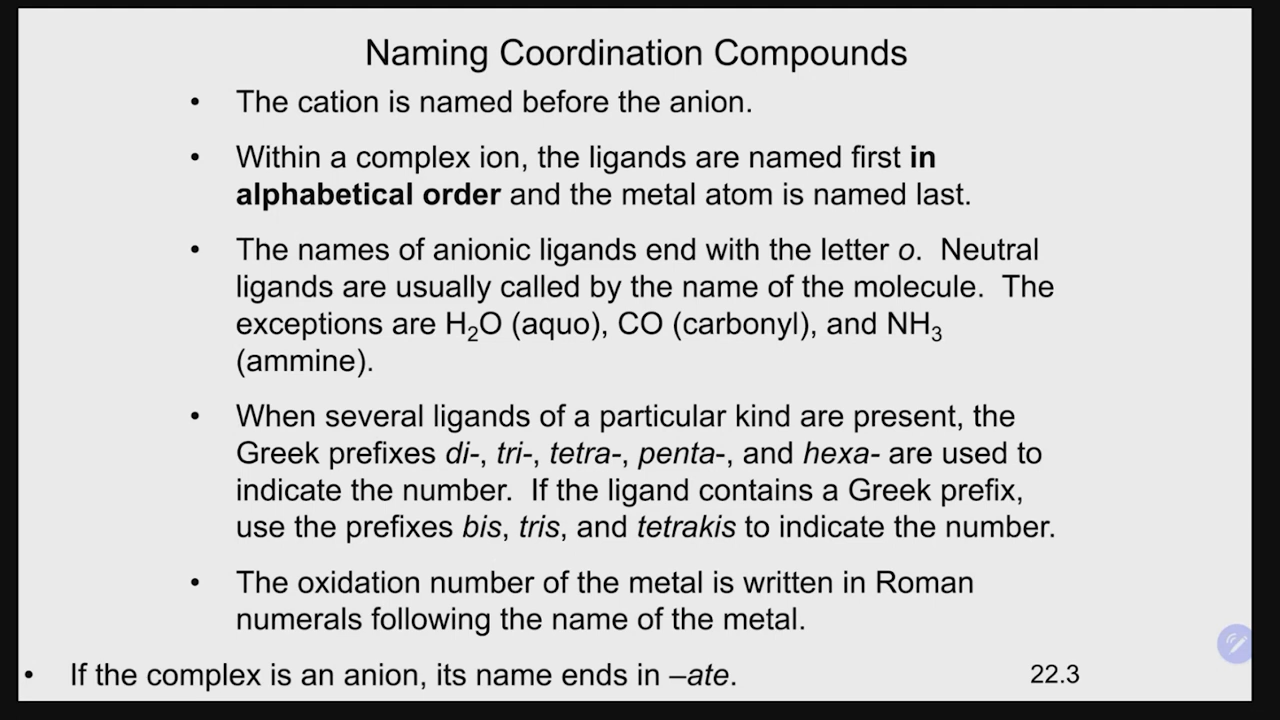 Naming Coordination Compounds
• The cation is named before the anion.
• Within a complex ion, the ligands are named first in
alphabetical order and the metal atom is named last.
• The names of anionic ligands end with the letter o.  Neutral
ligands are usually called by the name of the molecule.  The
exceptions are H₂O (aquo), CO (carbonyl), and NH₃
(ammine).
• When several ligands of a particular kind are present, the
Greek prefixes di-, tri-, tetra-, penta-, and hexa- are used to
indicate the number.  If the ligand contains a Greek prefix,
use the prefixes bis, tris, and tetrakis to indicate the number.
• The oxidation number of the metal is written in Roman
numerals following the name of the metal.
• If the complex is an anion, its name ends in –ate.
22.3